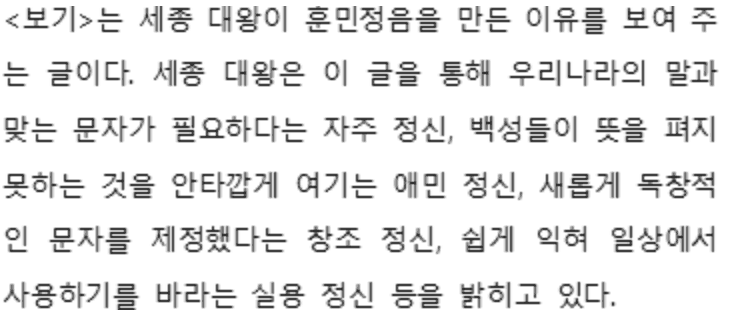 <보기>는 세종 대왕이 훈민정음을 만든 이유를 보여 주
는 글이다. 세종 대왕은 이 글을 통해 우리나라의 말과
맞는 문자가 필요하다는 자주 정신, 백성들이 뜻을 펴지
못하는 것을 안타깝게 여기는 애민 정신, 새롭게 독창적
인 문자를 제정했다는 창조 정신, 쉽게 익혀 일상에서
사용하기를 바라는 실용 정신 등을 밝히고 있다.